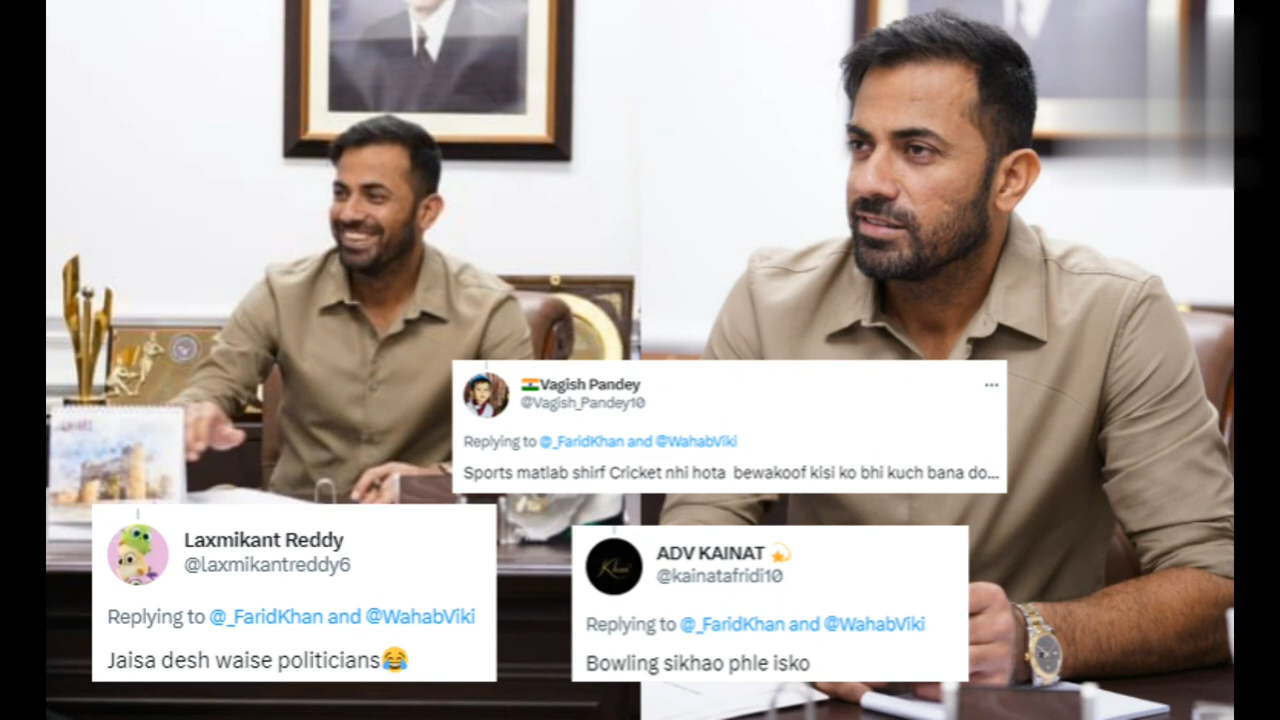 Vagish Pandey
@Vagish_Pandey10
Replying to @_FaridKhan and @WahabViki
Sports matlab shirf Cricket nhi hota bewakoof kisi ko bhi kuch bana do...
Laxmikant Reddy
@laxmikantreddy6
Replying to @_FaridKhan and @WahabViki
Jaisa desh waise politicians😂
ADV KAINAT 💫
@kainatafridi10
Replying to @_FaridKhan and @WahabViki
Bowling sikhao phle isko